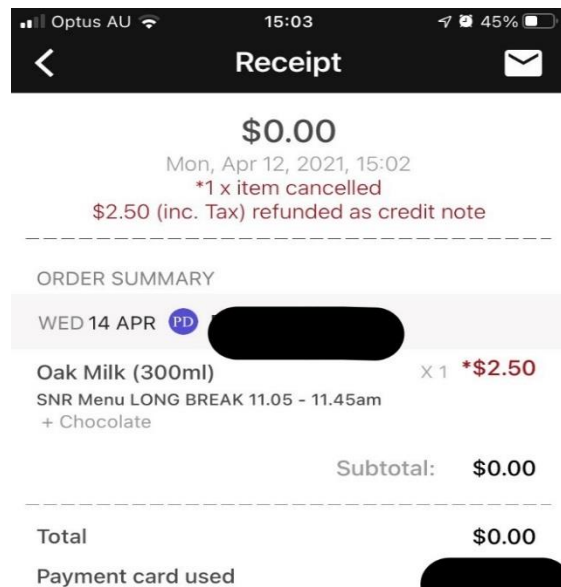 Optus AU 15:03 45%
Receipt
$0.00
Mon, Apr 12, 2021, 15:02
*1 x item cancelled
$2.50 (inc. Tax) refunded as credit note
ORDER SUMMARY
WED 14 APR PD
Oak Milk (300ml) X 1 *$2.50
SNR Menu LONG BREAK 11.05 - 11.45am
+ Chocolate
Subtotal: $0.00
Total $0.00
Payment card used